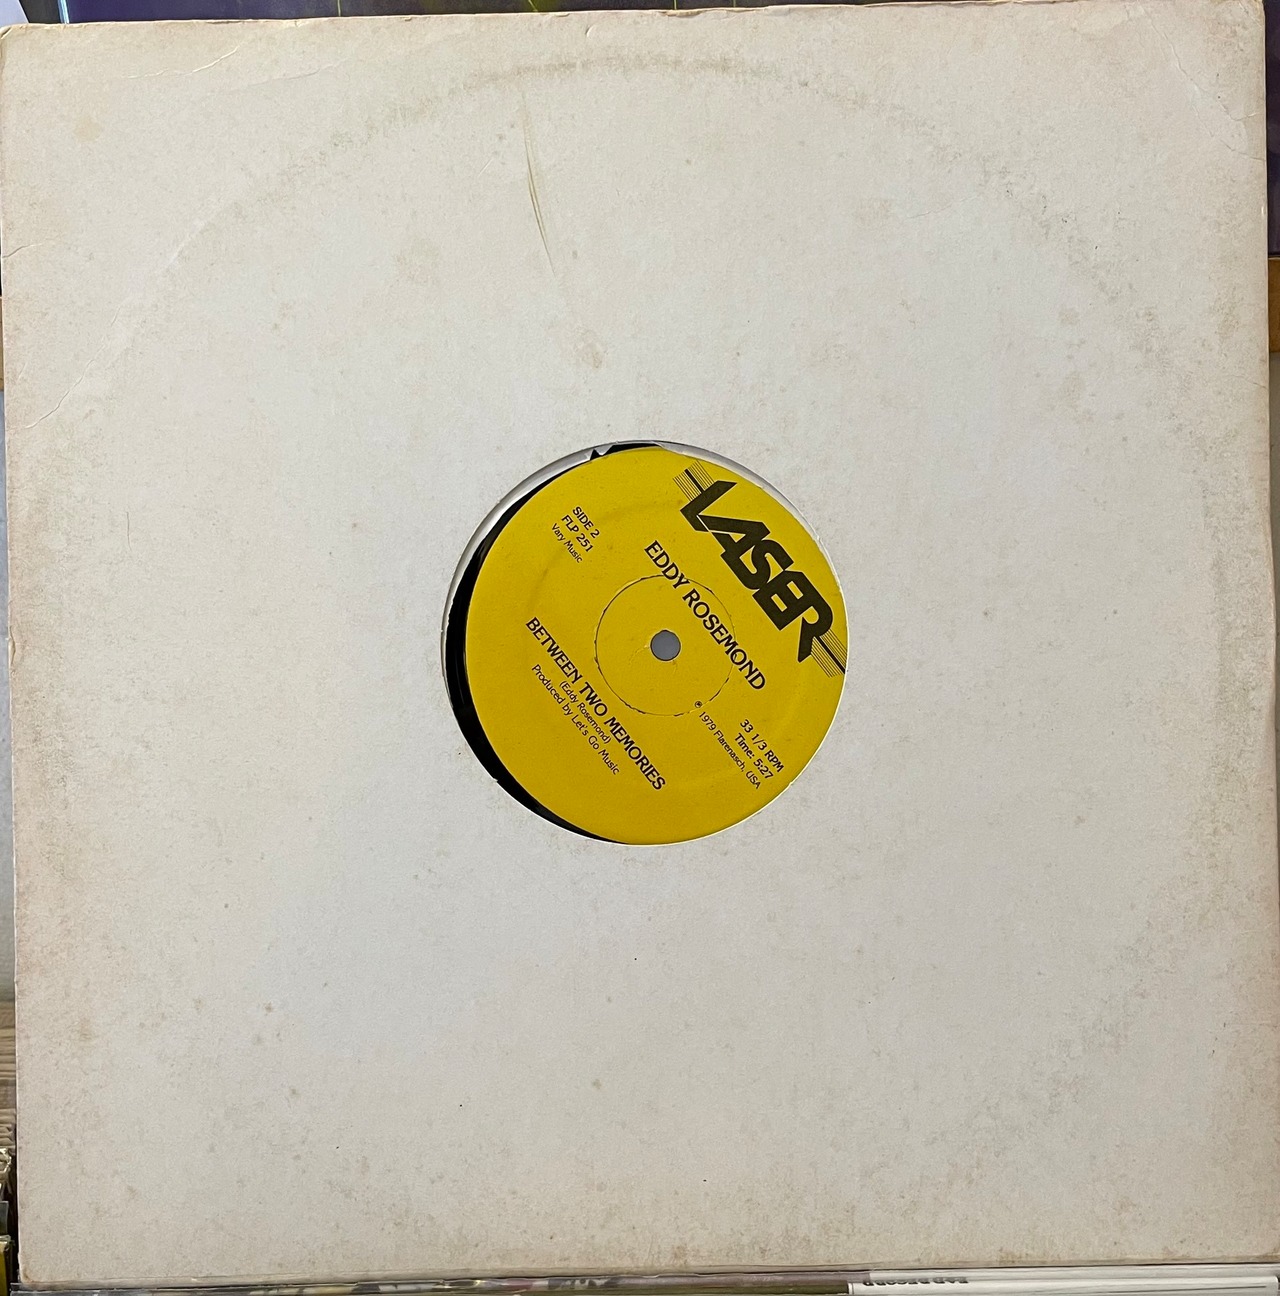 LASER
SIDE 2
FLP 251
Vary Music
EDDY ROSEMOND
33 1/3 RPM
Time: 5:27
℗ 1979 Flarenasch, USA
BETWEEN TWO MEMORIES
(Eddy Rosemond)
Produced by Let's Go Music